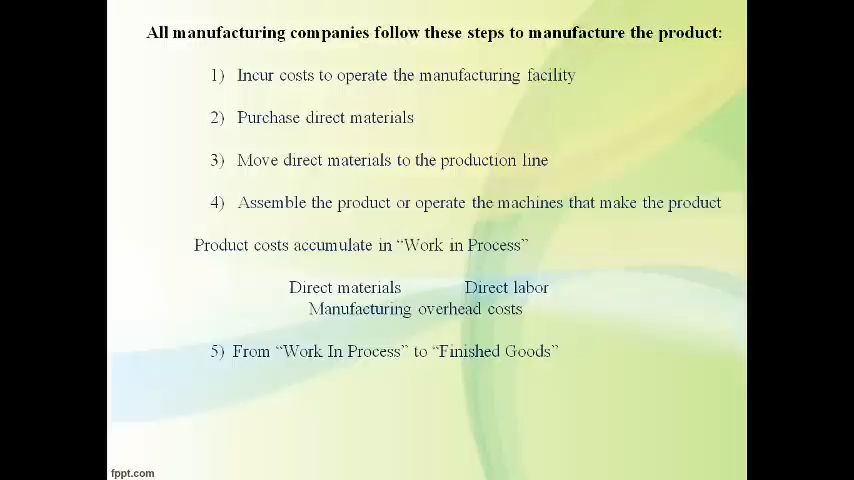 All manufacturing companies follow these steps to manufacture the product:
1) Incur costs to operate the manufacturing facility
2) Purchase direct materials
3) Move direct materials to the production line
4) Assemble the product or operate the machines that make the product
Product costs accumulate in “Work in Process”
Direct materials Direct labor
Manufacturing overhead costs
5) From “Work In Process” to “Finished Goods”
fppt.com